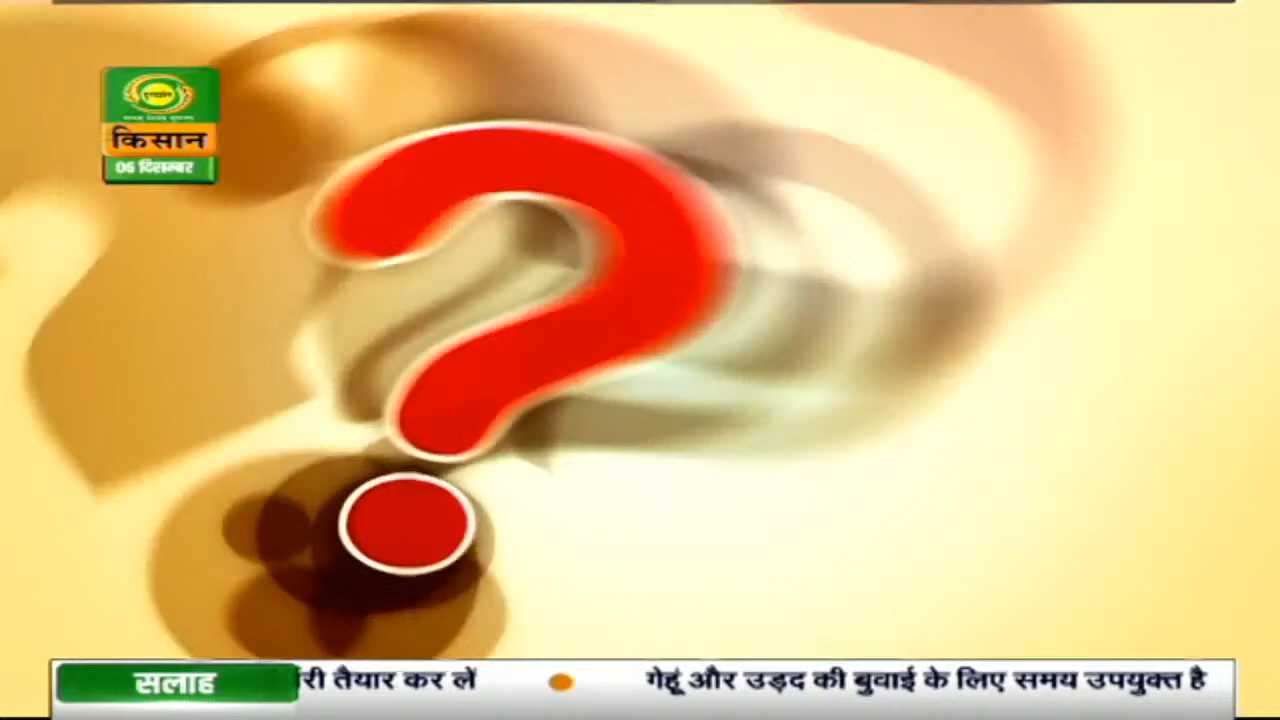 किसान
06 दिसम्बर
सलाह
री तैयार कर लें
गेहूं और उड़द की बुवाई के लिए समय उपयुक्त है